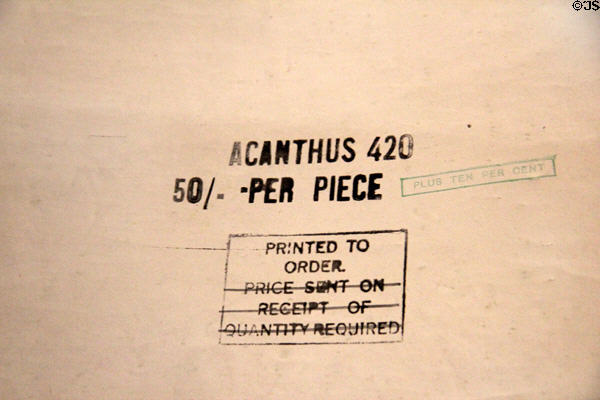 ©JS
ACANTHUS 420
50/- -PER PIECE
PLUS TEN PER CENT
PRINTED TO
ORDER.
PRICE SENT ON
RECEIPT OF
QUANTITY REQUIRED